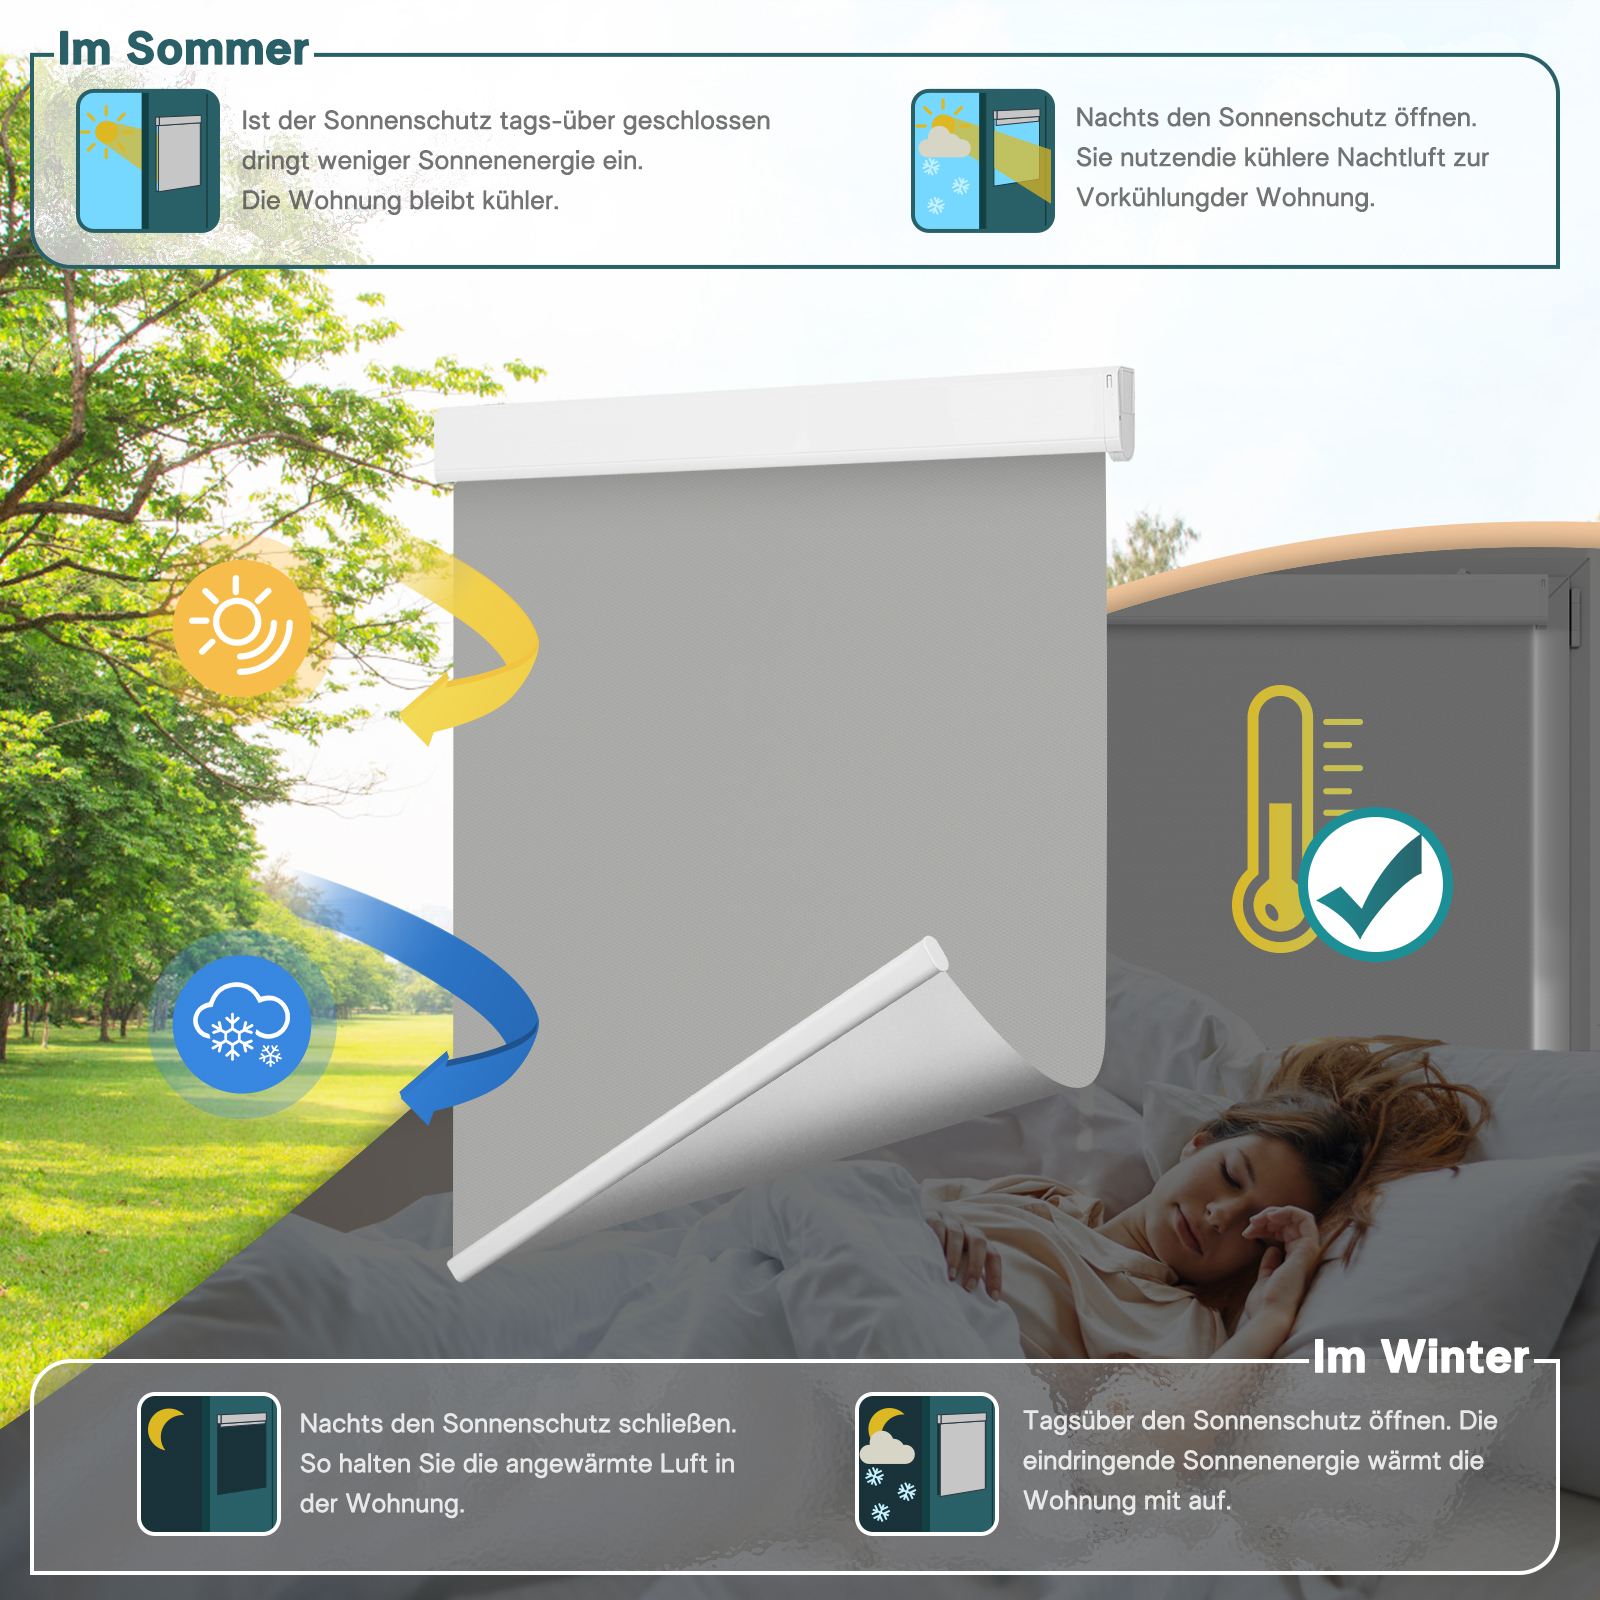 Im Sommer
Ist der Sonnenschutz tags-über geschlossen
dringt weniger Sonnenenergie ein.
Die Wohnung bleibt kühler.
Nachts den Sonnenschutz öffnen.
Sie nutzendie kühlere Nachtluft zur
Vorkühlungder Wohnung.
Im Winter
Nachts den Sonnenschutz schließen.
So halten Sie die angewärmte Luft in
der Wohnung.
Tagsüber den Sonnenschutz öffnen. Die
eindringende Sonnenenergie wärmt die
Wohnung mit auf.